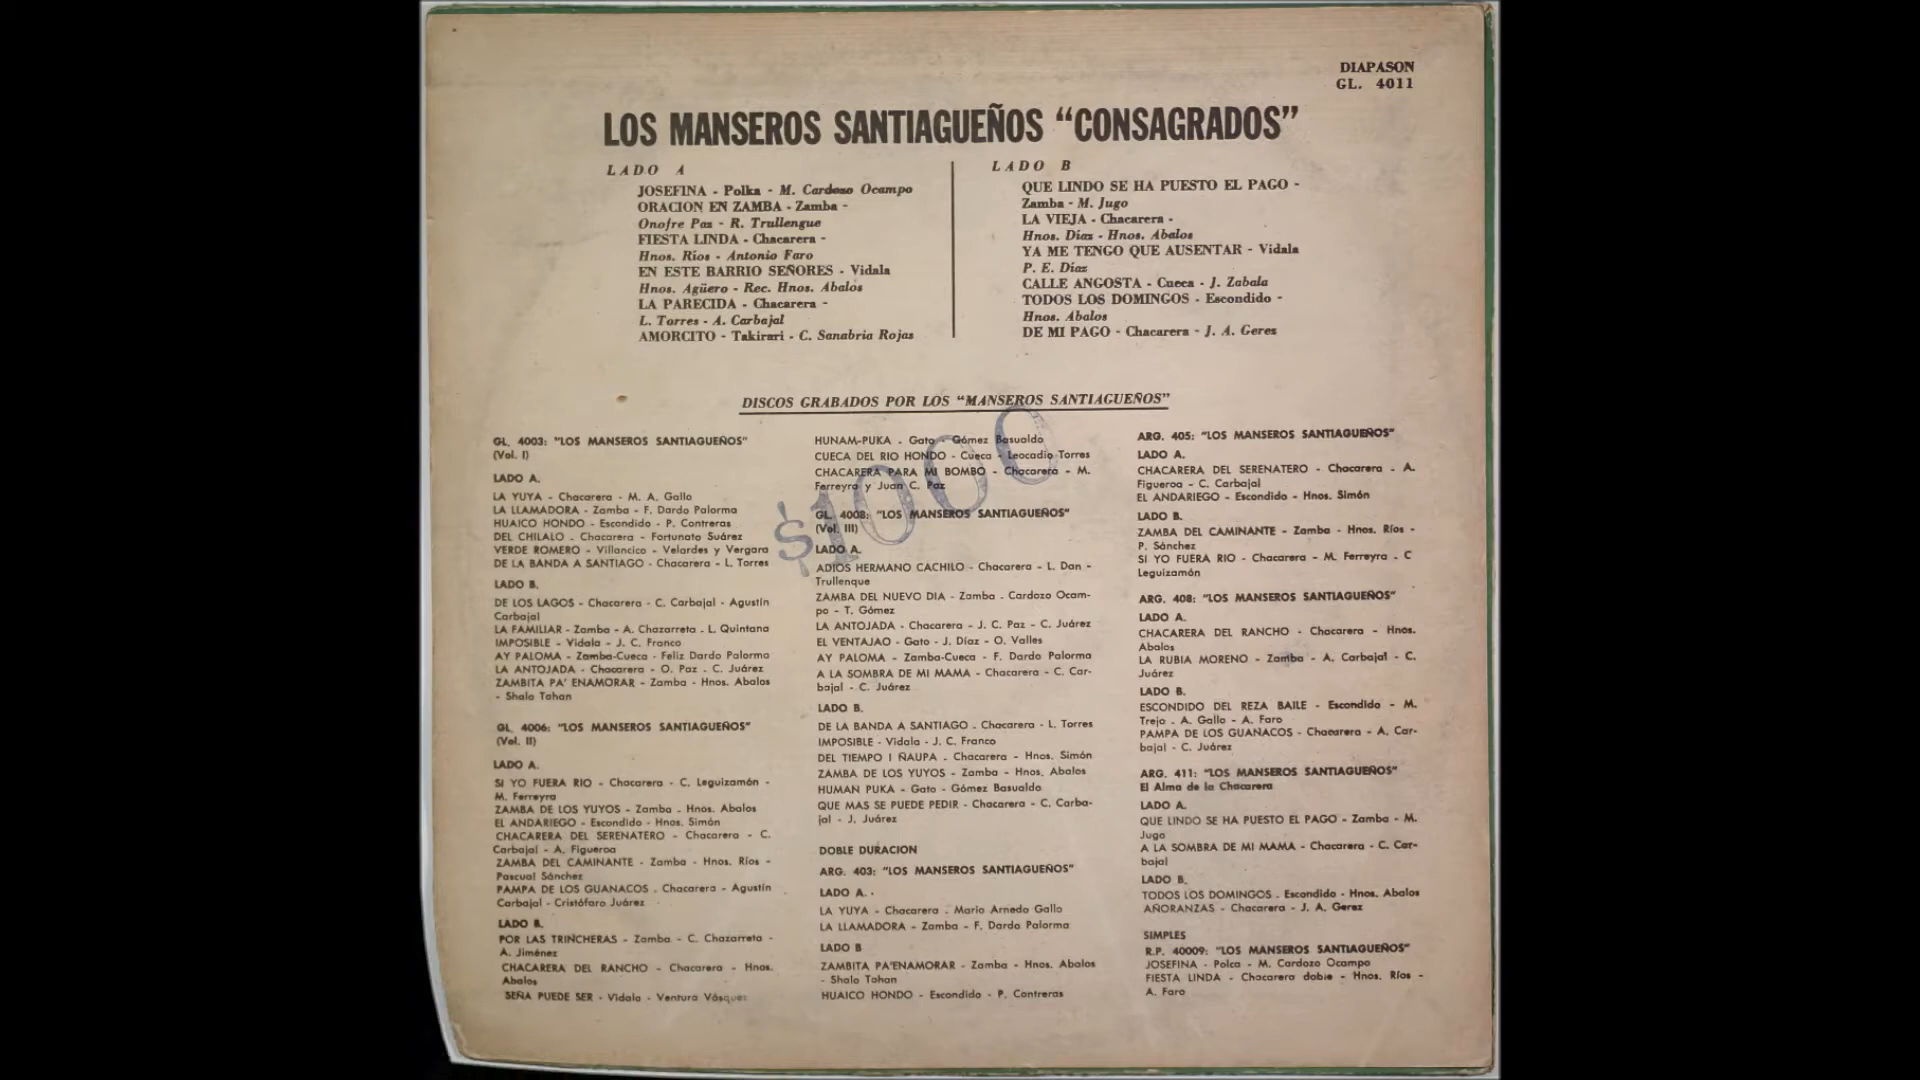 DIAPASON
GL. 4011
LOS MANSEROS SANTIAGUEÑOS "CONSAGRADOS"
LADO A
JOSEFINA - Polka - M. Cardozo Ocampo
ORACION EN ZAMBA - Zamba -
Onofre Paz - R. Trullengue
FIESTA LINDA - Chacarera -
Hnos. Ríos - Antonio Faro
EN ESTE BARRIO SEÑORES - Vidala
Hnos. Agüero - Rec. Hnos. Abalos
LA PARECIDA - Chacarera -
L. Torres - A. Carbajal
AMORCITO - Takirari - C. Sanabria Rojas
LADO B
QUE LINDO SE HA PUESTO EL PAGO -
Zamba - M. Jugo
LA VIEJA - Chacarera -
Hnos. Díaz - Hnos. Abalos
YA ME TENGO QUE AUSENTAR - Vidala
P. E. Díaz
CALLE ANGOSTA - Cueca - J. Zabala
TODOS LOS DOMINGOS - Escondido -
Hnos. Abalos
DE MI PAGO - Chacarera - J. A. Gerez
DISCOS GRABADOS POR LOS "MANSEROS SANTIAGUEÑOS"
$1000
GL. 4003: "LOS MANSEROS SANTIAGUEÑOS"
(Vol. I)
LADO A.
LA YUYA - Chacarera - M. A. Gallo
LA LLAMADORA - Zamba - F. Dardo Palorma
HUAICO HONDO - Escondido - P. Contreras
DEL CHILALO . Chacarera - Fortunato Suárez
VERDE ROMERO - Villancico - Velardes y Vergara
DE LA BANDA A SANTIAGO - Chacarera - L. Torres
LADO B.
DE LOS LAGOS - Chacarera - C. Carbajal - Agustín
Carbajal
LA FAMILIAR - Zamba - A. Chazarreta . L. Quintana
IMPOSIBLE - Vidala - J. C. Franco
AY PALOMA - Zamba-Cueca - Feliz Dardo Palorma
LA ANTOJADA - Chacarera - O. Paz . C. Juárez
ZAMBITA PA' ENAMORAR - Zamba - Hnos. Abalos
- Shalo Tahan
GL. 4006: "LOS MANSEROS SANTIAGUEÑOS"
(Vol. II)
LADO A.
SI YO FUERA RIO - Chacarera - C. Leguizamón -
M. Ferreyra
ZAMBA DE LOS YUYOS - Zamba . Hnos. Abalos
EL ANDARIEGO - Escondido - Hnos. Simón
CHACARERA DEL SERENATERO - Chacarera - C.
Carbajal - A. Figueroa
ZAMBA DEL CAMINANTE - Zamba - Hnos. Ríos -
Pascual Sánchez
PAMPA DE LOS GUANACOS . Chacarera - Agustín
Carbajal - Cristófaro Juárez
LADO B.
POR LAS TRINCHERAS - Zamba - C. Chazarreta -
A. Jiménez
CHACARERA DEL RANCHO - Chacarera - Hnos.
Abalos
SEÑA PUEDE SER - Vidala - Ventura Vásquez
HUNAM-PUKA . Gato - Gómez Basualdo
CUECA DEL RIO HONDO - Cueca - Leocadio Torres
CHACARERA PARA MI BOMBO - Chacarera - M.
Ferreyra y Juan C. Paz
GL. 4008: "LOS MANSEROS SANTIAGUEÑOS"
(Vol. III)
LADO A.
ADIOS HERMANO CACHILO - Chacarera - L. Dan -
Trullenque
ZAMBA DEL NUEVO DIA - Zamba . Cardozo Ocam-
po - T. Gómez
LA ANTOJADA - Chacarera - J. C. Paz - C. Juárez
EL VENTAJAO - Gato - J. Díaz - O. Valles
AY PALOMA - Zamba-Cueca - F. Dardo Palorma
A LA SOMBRA DE MI MAMA - Chacarera - C. Car-
bajal - C. Juárez
LADO B.
DE LA BANDA A SANTIAGO . Chacarera - L. Torres
IMPOSIBLE - Vidala - J. C. Franco
DEL TIEMPO I ÑAUPA . Chacarera - Hnos. Simón
ZAMBA DE LOS YUYOS - Zamba - Hnos. Abalos
HUMAN PUKA - Gato - Gómez Basualdo
QUE MAS SE PUEDE PEDIR - Chacarera - C. Carba-
jal - J. Juárez
DOBLE DURACION
ARG. 403: "LOS MANSEROS SANTIAGUEÑOS"
LADO A. .
LA YUYA - Chacarera . Mario Arnedo Gallo
LA LLAMADORA - Zamba - F. Dardo Palorma
LADO B
ZAMBITA PA'ENAMORAR - Zamba - Hnos. Abalos
- Shalo Tahan
HUAICO HONDO - Escondido - P. Contreras
ARG. 405: "LOS MANSEROS SANTIAGUEÑOS"
LADO A.
CHACARERA DEL SERENATERO - Chacarera - A.
Figueroa - C. Carbajal
EL ANDARIEGO - Escondido - Hnos. Simón
LADO B.
ZAMBA DEL CAMINANTE - Zamba - Hnos. Ríos -
P. Sánchez
SI YO FUERA RIO - Chacarera - M. Ferreyra . C
Leguizamón
ARG. 408: "LOS MANSEROS SANTIAGUEÑOS"
LADO A.
CHACARERA DEL RANCHO - Chacarera - Hnos.
Abalos
LA RUBIA MORENO - Zamba - A. Carbajal - C.
Juárez
LADO B.
ESCONDIDO DEL REZA BAILE - Escondido - M.
Trejo . A. Gallo - A. Faro
PAMPA DE LOS GUANACOS - Chacarera - A. Car-
bajal - C. Juárez
ARG. 411: "LOS MANSEROS SANTIAGUEÑOS"
El Alma de la Chacarera
LADO A.
QUE LINDO SE HA PUESTO EL PAGO - Zamba - M.
Jugo
A LA SOMBRA DE MI MAMA - Chacarera - C. Car-
bajal
LADO B.
TODOS LOS DOMINGOS . Escondido - Hnos. Abalos
AÑORANZAS - Chacarera - J. A. Gerez
SIMPLES
R.P. 40009: "LOS MANSEROS SANTIAGUEÑOS"
JOSEFINA - Polca - M. Cardozo Ocampo
FIESTA LINDA - Chacarera doble - Hnos. Ríos -
A. Faro